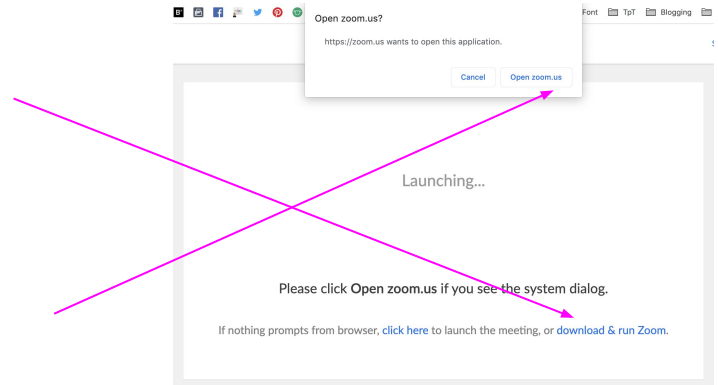 B+
Open zoom.us?
Font TpT Blogging
https://zoom.us wants to open this application.
Cancel Open zoom.us
Launching...
Please click Open zoom.us if you see the system dialog.
If nothing prompts from browser, click here to launch the meeting, or download & run Zoom.